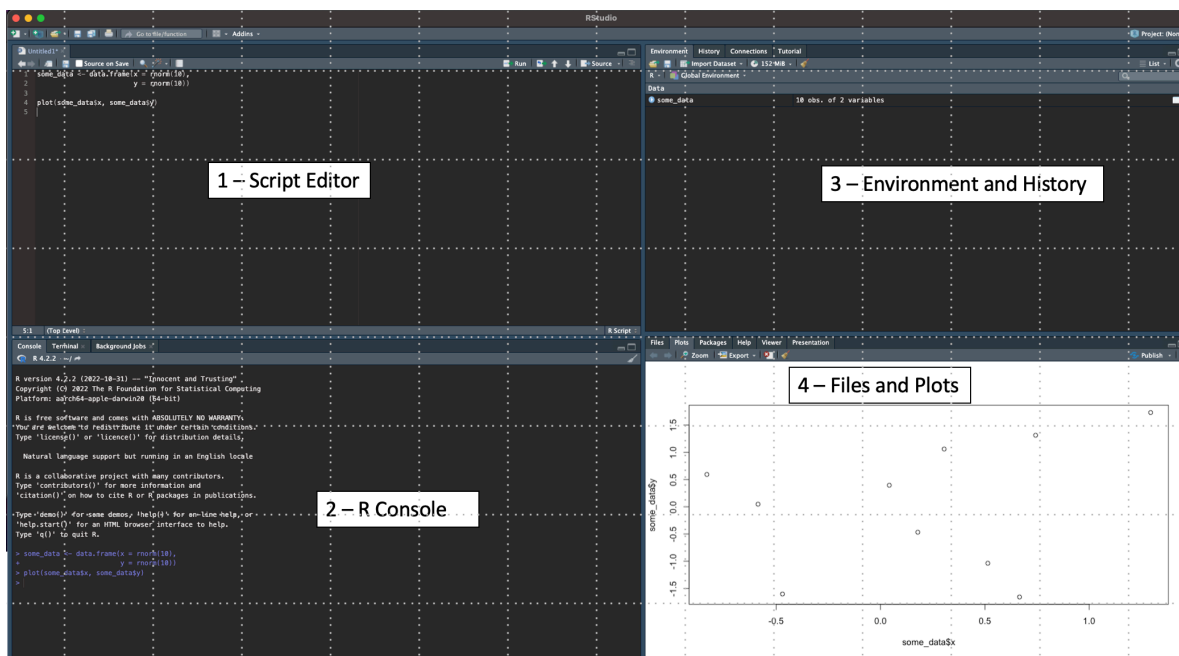 RStudio
Go to file/function
Addins
Project: (Non
Untitled1*
Source on Save
Run
Source
1 some_data <- data.frame(x = rnorm(10),
2 y = rnorm(10))
3
4 plot(some_data$x, some_data$y)
5
1 – Script Editor
5:1 (Top Level) R Script
Console Terminal Background Jobs
R 4.2.2 · ~/
R version 4.2.2 (2022-10-31) -- "Innocent and Trusting"
Copyright (C) 2022 The R Foundation for Statistical Computing
Platform: aarch64-apple-darwin20 (64-bit)
R is free software and comes with ABSOLUTELY NO WARRANTY.
You are welcome to redistribute it under certain conditions.
Type 'license()' or 'licence()' for distribution details.
Natural language support but running in an English locale
R is a collaborative project with many contributors.
Type 'contributors()' for more information and
'citation()' on how to cite R or R packages in publications.
Type 'demo()' for some demos, 'help()' for on-line help, or
'help.start()' for an HTML browser interface to help.
Type 'q()' to quit R.
> some_data <- data.frame(x = rnorm(10),
+ y = rnorm(10))
> plot(some_data$x, some_data$y)
>
2 – R Console
Environment History Connections Tutorial
Import Dataset 152 MiB List
R Global Environment
Data
some_data 10 obs. of 2 variables
3 – Environment and History
Files Plots Packages Help Viewer Presentation
Zoom Export Publish
4 – Files and Plots
some_data$y
1.5
1.0
0.5
0.0
-0.5
-1.0
-1.5
-0.5 0.0 0.5 1.0
some_data$x